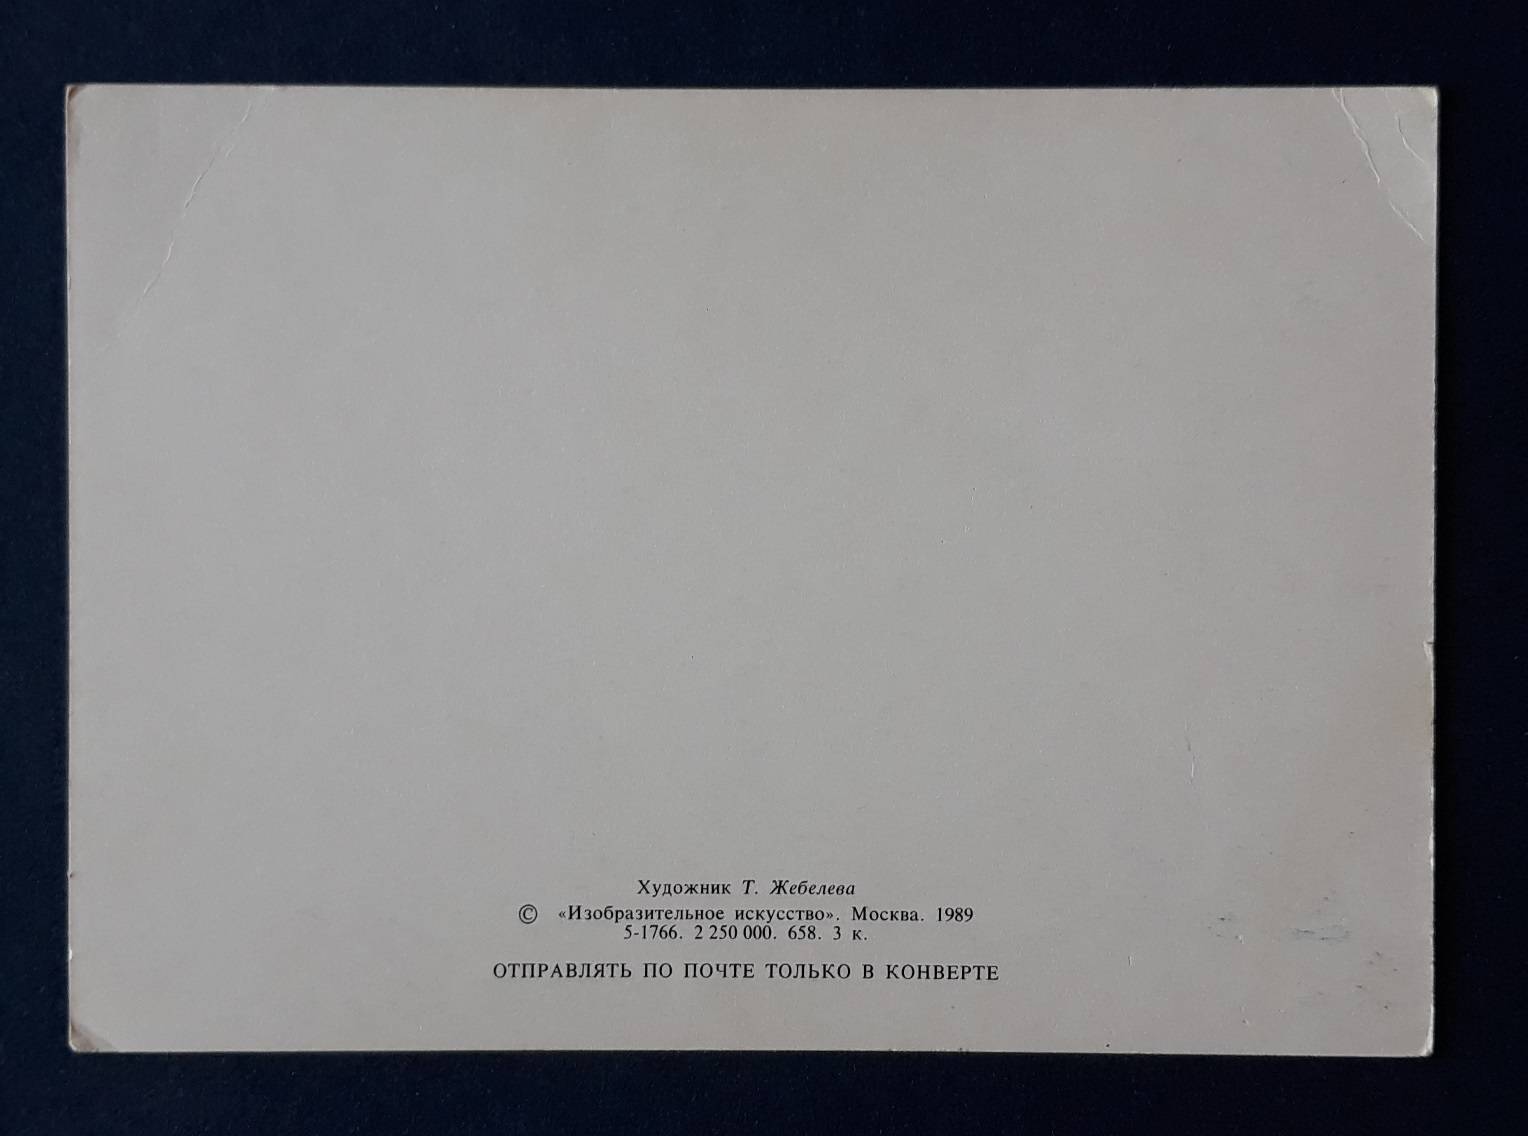 Художник Т. Жебелева
© «Изобразительное искусство». Москва. 1989
5-1766. 2 250 000. 658. 3 к.
ОТПРАВЛЯТЬ ПО ПОЧТЕ ТОЛЬКО В КОНВЕРТЕ